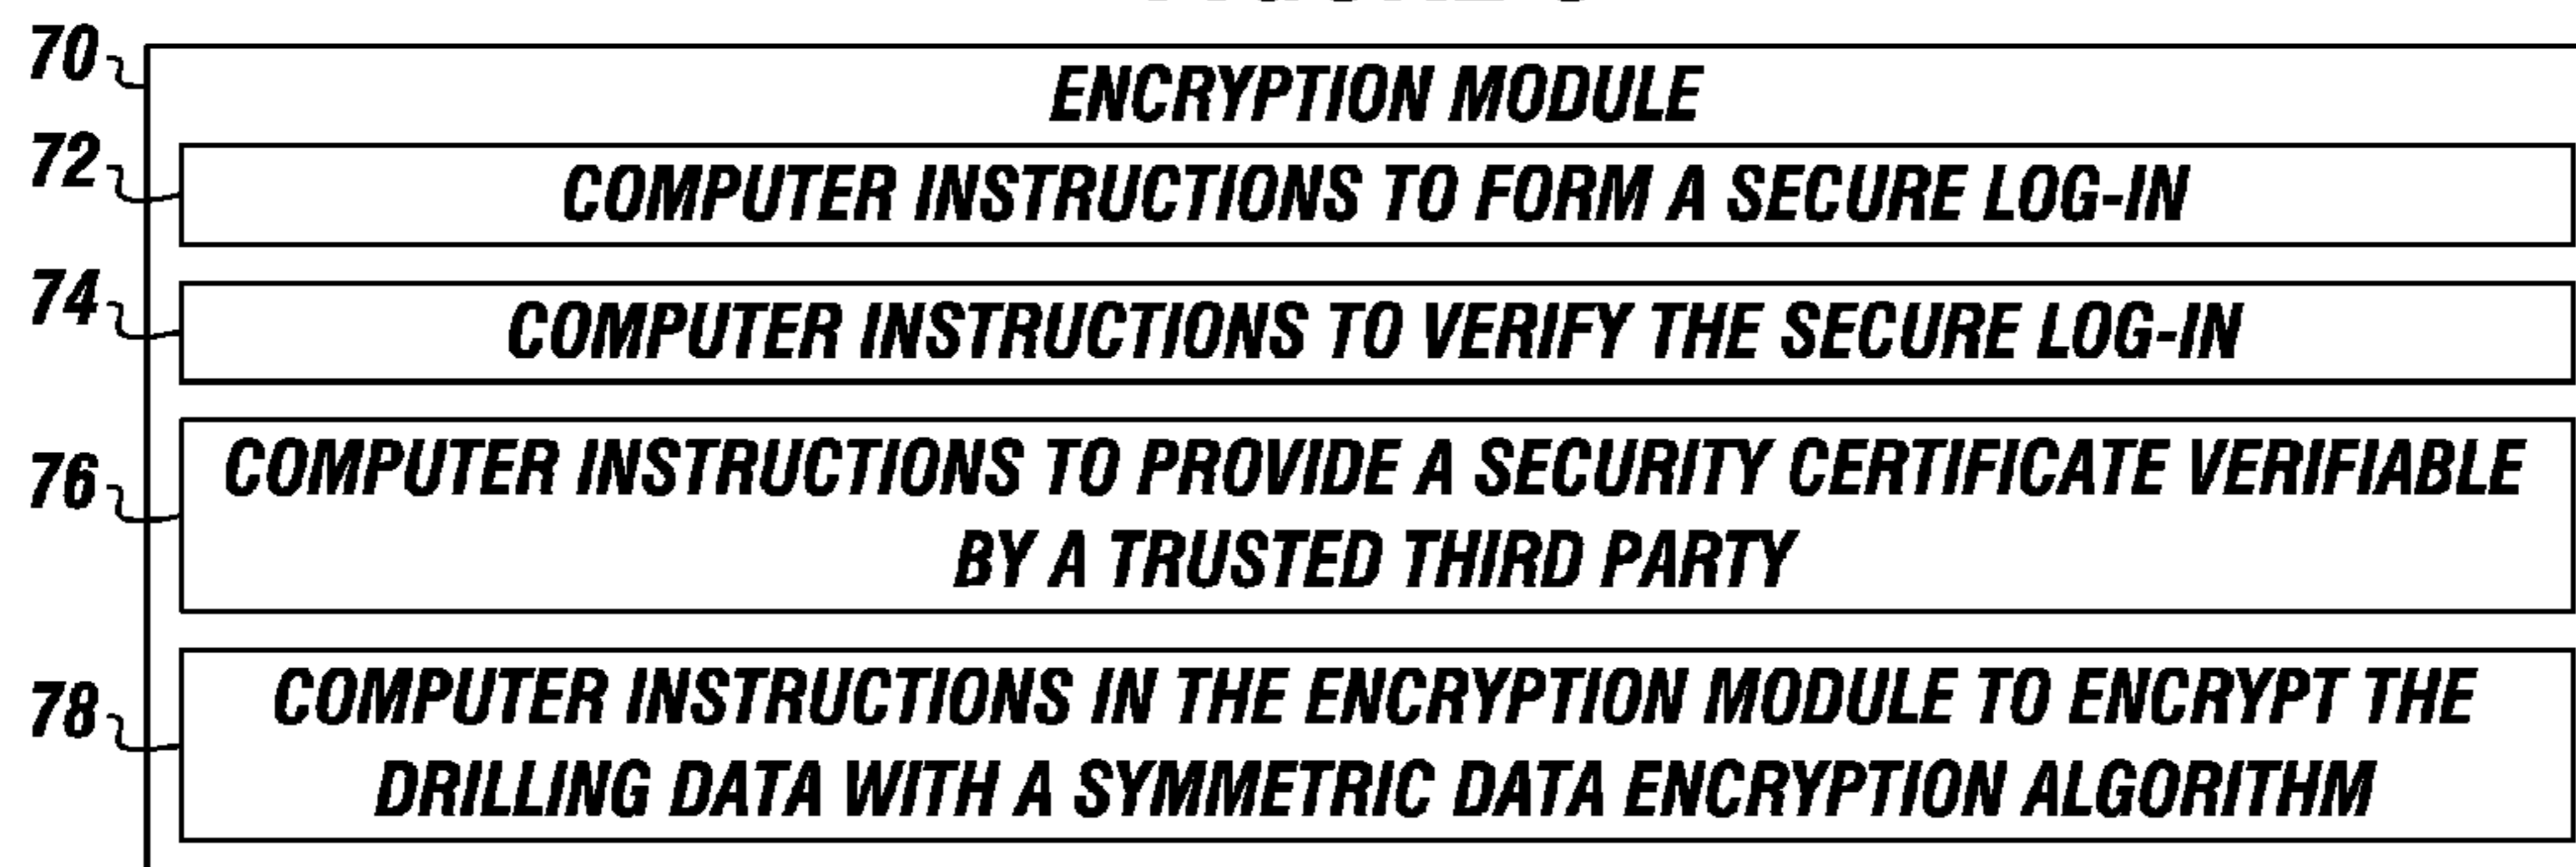 70
ENCRYPTION MODULE
72
COMPUTER INSTRUCTIONS TO FORM A SECURE LOG-IN
74
COMPUTER INSTRUCTIONS TO VERIFY THE SECURE LOG-IN
76
COMPUTER INSTRUCTIONS TO PROVIDE A SECURITY CERTIFICATE VERIFIABLE
BY A TRUSTED THIRD PARTY
78
COMPUTER INSTRUCTIONS IN THE ENCRYPTION MODULE TO ENCRYPT THE
DRILLING DATA WITH A SYMMETRIC DATA ENCRYPTION ALGORITHM